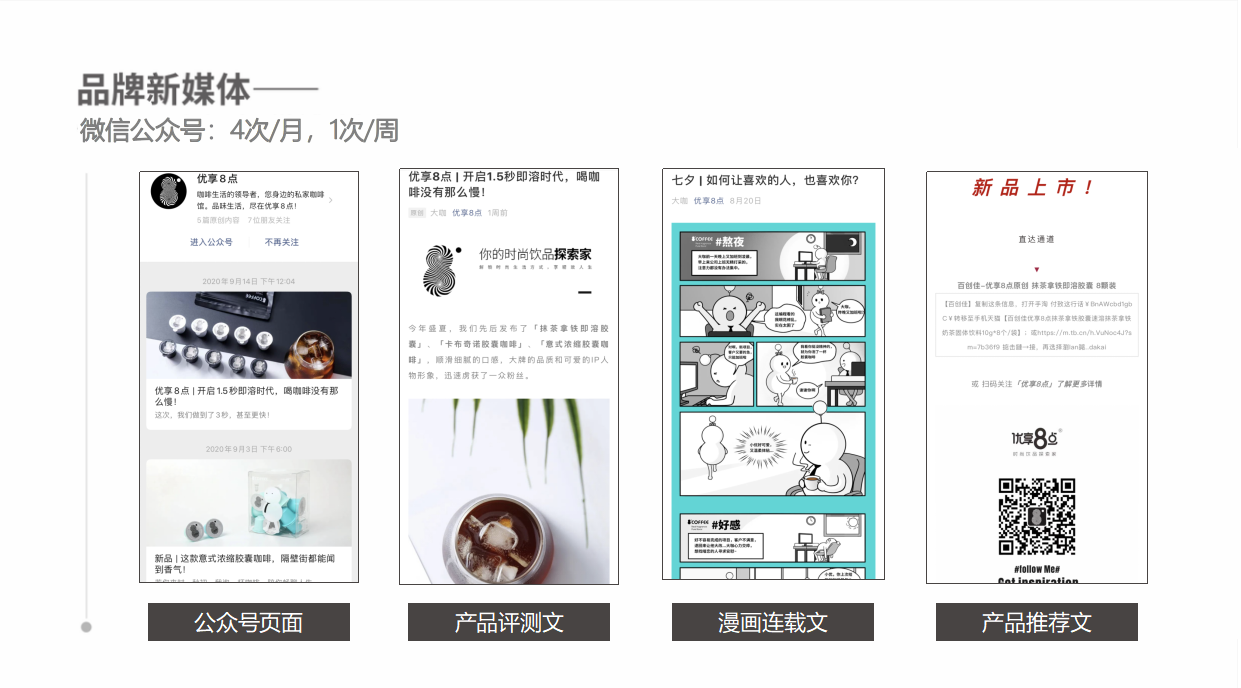 品牌新媒体
微信公众号：4次/月，1次/周
优享8点
咖啡生活的领导者，您身边的私家咖啡
馆。品味生活，尽在优享8点！
5篇原创内容 7位朋友关注
进入公众号 不再关注
2020年9月14日 下午12:04
优享8点 | 开启1.5秒即溶时代，喝咖啡没有那
么慢！
这次，我们做到了3秒，甚至更快！
2020年9月3日 下午6:00
新品 | 这款意式浓缩胶囊咖啡，隔壁街都能闻
到香气！
公众号页面
优享8点 | 开启1.5秒即溶时代，喝咖
啡没有那么慢！
原创 大咖 优享8点 1周前
你的时尚饮品探索家
今年盛夏，我们先后发布了「抹茶拿铁即溶胶
囊」、「卡布奇诺胶囊咖啡」、「意式浓缩胶囊咖
啡」。顺滑细腻的口感，大牌的品质和可爱的IP人
物形象，迅速虏获了一众粉丝。
产品评测文
七夕 | 如何让喜欢的人，也喜欢你?
大咖 优享8点 8月20日
COFFEE
#熬夜
COFFEE
#好感
漫画连载文
新品上市！
直达通道
百创佳-优享8点原创 抹茶拿铁即溶胶囊 8颗装
或 扫码关注「优享8点」了解更多详情
优享8点
时尚饮品探索家
#follow Me#
Get inspiration
产品推荐文